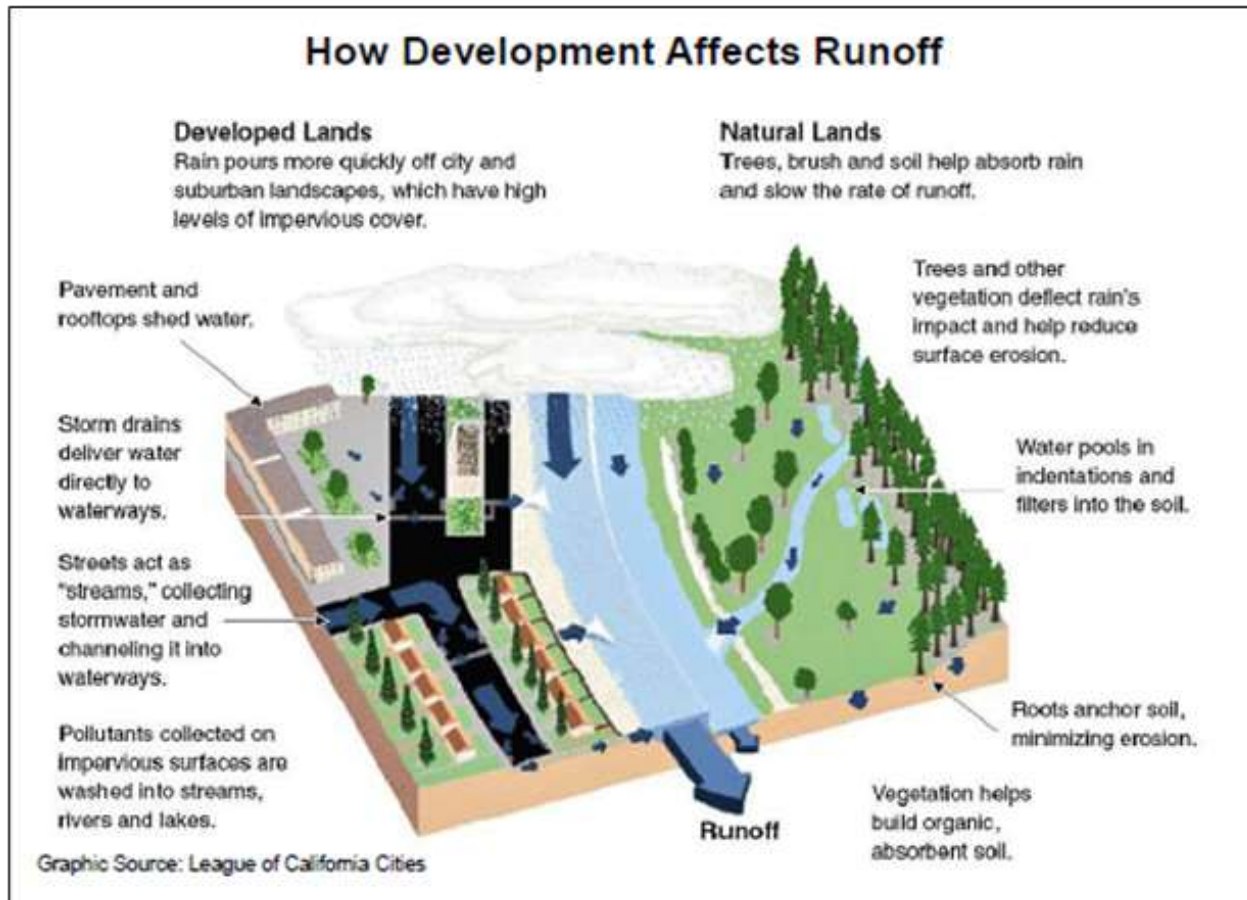 How Development Affects Runoff
Developed Lands
Rain pours more quickly off city and
suburban landscapes, which have high
levels of impervious cover.
Natural Lands
Trees, brush and soil help absorb rain
and slow the rate of runoff.
Pavement and
rooftops shed water.
Storm drains
deliver water
directly to
waterways.
Streets act as
"streams," collecting
stormwater and
channeling it into
waterways.
Pollutants collected on
impervious surfaces are
washed into streams,
rivers and lakes.
Trees and other
vegetation deflect rain's
impact and help reduce
surface erosion.
Water pools in
indentations and
filters into the soil.
Roots anchor soil,
minimizing erosion.
Vegetation helps
build organic,
absorbent soil.
Runoff
Graphic Source: League of California Cities